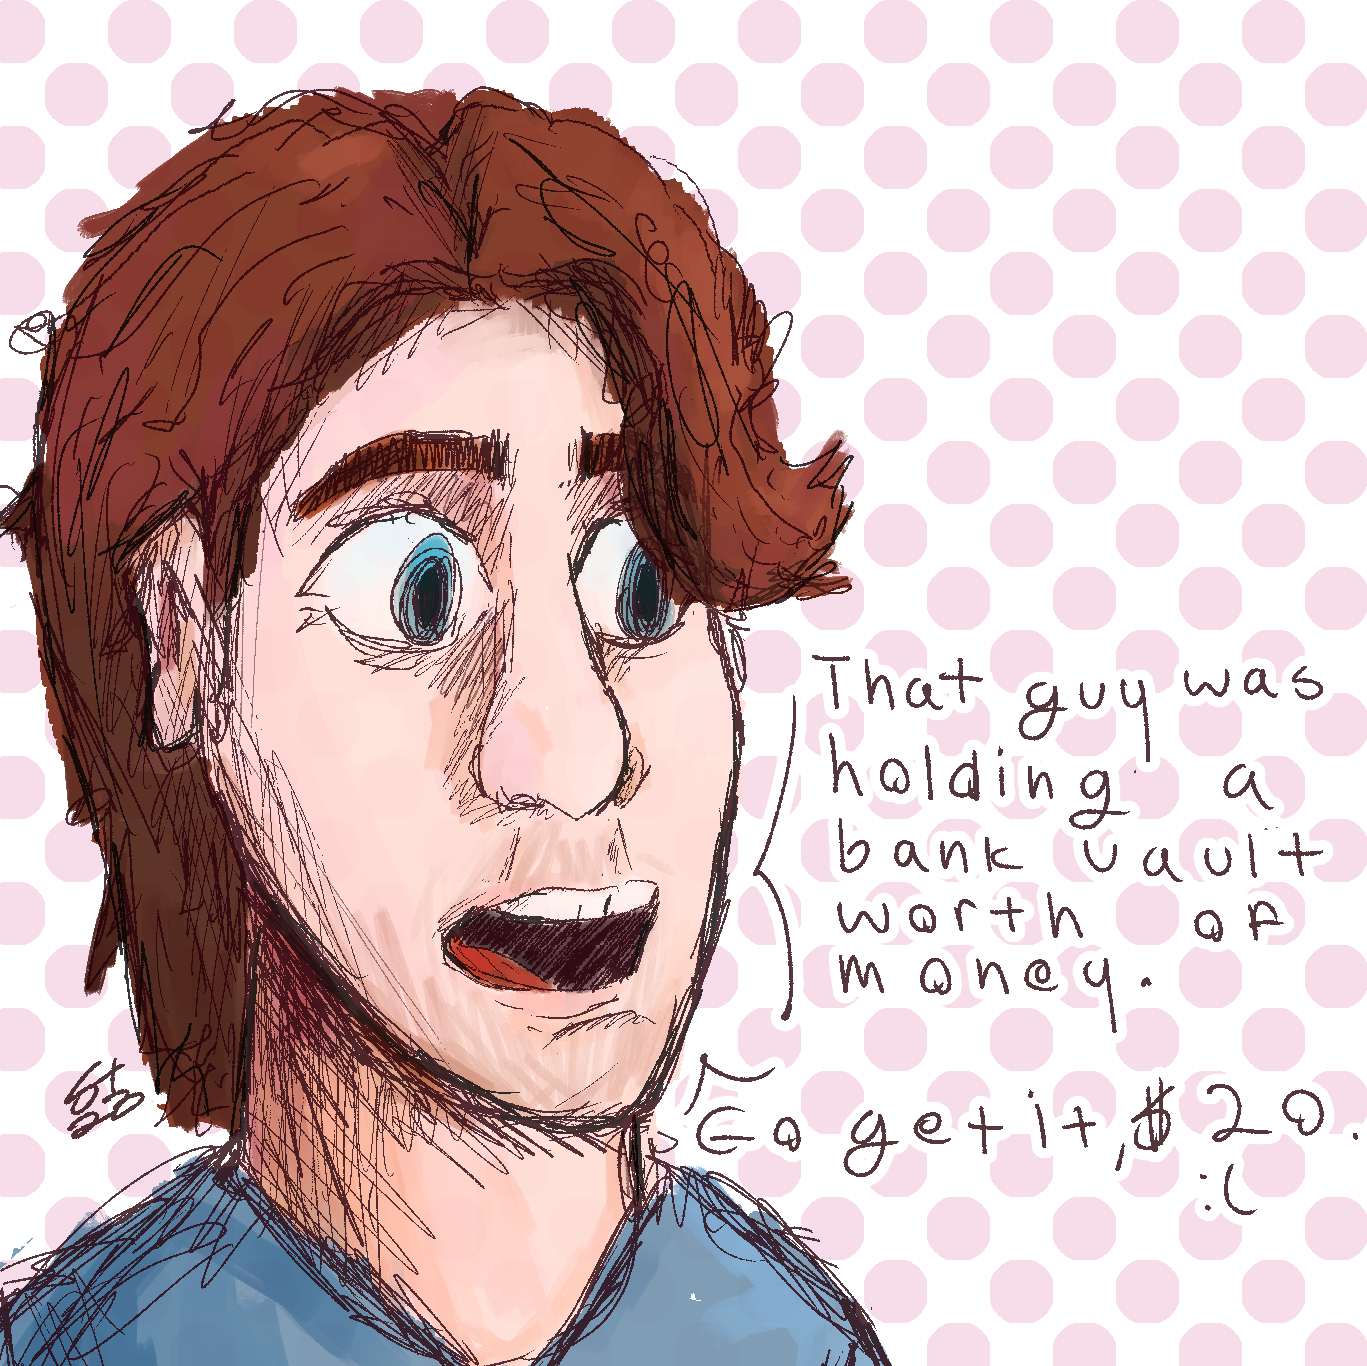 That guy was
holding a
bank vault
worth of
money.
Go get it, $20.
:(